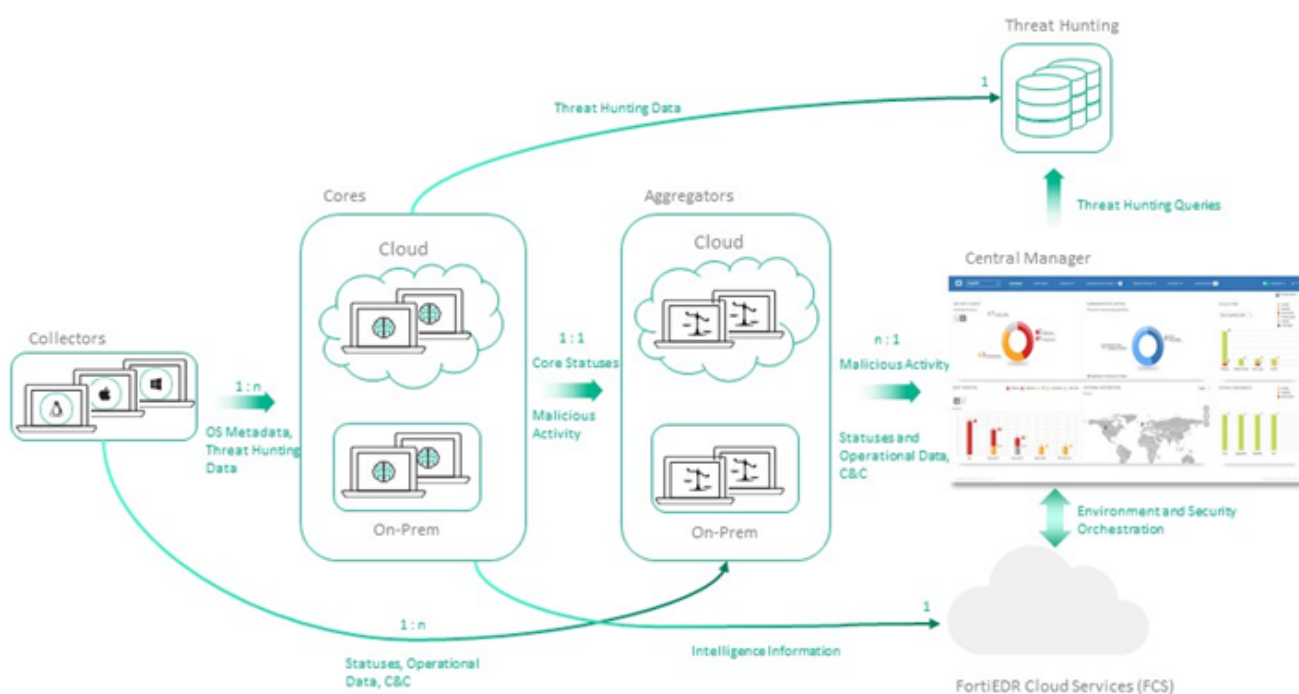 Threat Hunting
1
Threat Hunting Data
Cores
Aggregators
Threat Hunting Queries
Cloud
Cloud
Central Manager
Collectors
1 : n
OS Metadata,
Threat Hunting
Data
1 : 1
Core Statuses
Malicious
Activity
n : 1
Malicious Activity
Statuses and
Operational Data,
C&C
On-Prem
On-Prem
Environment and Security
Orchestration
1 : n
Statuses, Operational
Data, C&C
Intelligence Information
1
FortiEDR Cloud Services (FCS)